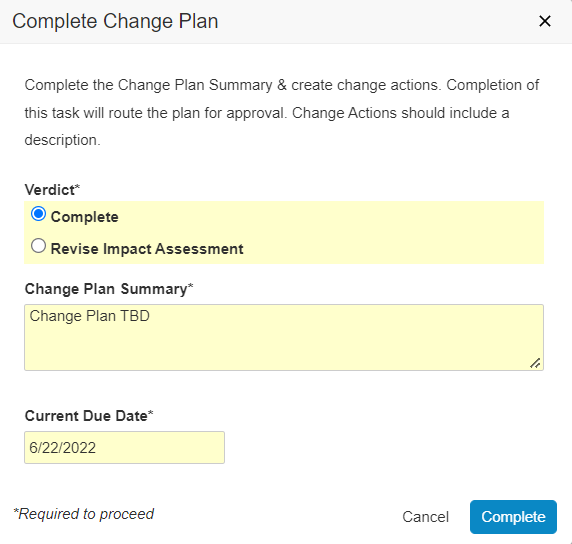 Complete Change Plan
Complete the Change Plan Summary & create change actions. Completion of
this task will route the plan for approval. Change Actions should include a
description.
Verdict*
Complete
Revise Impact Assessment
Change Plan Summary*
Change Plan TBD
Current Due Date*
6/22/2022
*Required to proceed
Cancel
Complete